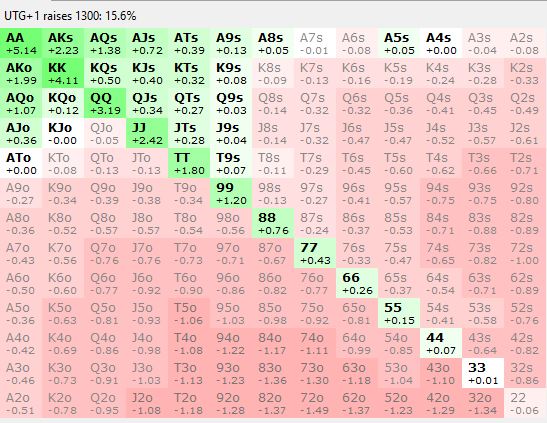 UTG+1 raises 1300: 15.6%
AA AKs AQs AJs ATs A9s A8s A7s A6s A5s A4s A3s A2s
+5.14 +2.23 +1.38 +0.72 +0.39 +0.13 +0.05 -0.01 -0.08 +0.05 +0.00 -0.04 -0.08
AKo KK KQs KJs KTs K9s K8s K7s K6s K5s K4s K3s K2s
+1.99 +4.11 +0.50 +0.40 +0.32 +0.08 -0.09 -0.13 -0.16 -0.19 -0.24 -0.28 -0.33
AQo KQo QQ QJs QTs Q9s Q8s Q7s Q6s Q5s Q4s Q3s Q2s
+1.07 +0.12 +3.19 +0.34 +0.27 +0.03 -0.14 -0.32 -0.32 -0.36 -0.41 -0.45 -0.49
AJo KJo QJo JJ JTs J9s J8s J7s J6s J5s J4s J3s J2s
+0.36 +0.00 -0.05 +2.42 +0.28 +0.04 -0.14 -0.32 -0.47 -0.47 -0.52 -0.57 -0.61
ATo KTo QTo JTo TT T9s T8s T7s T6s T5s T4s T3s T2s
+0.00 -0.08 -0.13 -0.13 +1.80 +0.07 -0.11 -0.29 -0.45 -0.60 -0.62 -0.66 -0.71
A9o K9o Q9o J9o T9o 99 98s 97s 96s 95s 94s 93s 92s
-0.27 -0.34 -0.39 -0.38 -0.34 +1.20 -0.13 -0.27 -0.41 -0.57 -0.75 -0.75 -0.80
A8o K8o Q8o J8o T8o 98o 88 87s 86s 85s 84s 83s 82s
-0.36 -0.52 -0.57 -0.57 -0.54 -0.56 +0.76 -0.24 -0.37 -0.53 -0.71 -0.88 -0.89
A7o K7o Q7o J7o T7o 97o 87o 77 76s 75s 74s 73s 72s
-0.43 -0.56 -0.76 -0.76 -0.73 -0.71 -0.67 +0.43 -0.33 -0.47 -0.65 -0.82 -1.00
A6o K6o Q6o J6o T6o 96o 86o 76o 66 65s 64s 63s 62s
-0.50 -0.60 -0.77 -0.92 -0.90 -0.86 -0.82 -0.77 +0.26 -0.37 -0.54 -0.71 -0.89
A5o K5o Q5o J5o T5o 95o 85o 75o 65o 55 54s 53s 52s
-0.36 -0.63 -0.81 -0.93 -1.06 -1.03 -0.98 -0.92 -0.81 +0.15 -0.41 -0.58 -0.76
A4o K4o Q4o J4o T4o 94o 84o 74o 64o 54o 44 43s 42s
-0.42 -0.69 -0.86 -0.98 -1.08 -1.22 -1.17 -1.11 -0.99 -0.85 +0.07 -0.64 -0.82
A3o K3o Q3o J3o T3o 93o 83o 73o 63o 53o 43o 33 32s
-0.46 -0.73 -0.91 -1.03 -1.13 -1.23 -1.36 -1.30 -1.18 -1.04 -1.10 +0.01 -0.86
A2o K2o Q2o J2o T2o 92o 82o 72o 62o 52o 42o 32o 22
-0.51 -0.78 -0.95 -1.08 -1.18 -1.28 -1.37 -1.49 -1.37 -1.23 -1.29 -1.34 -0.06